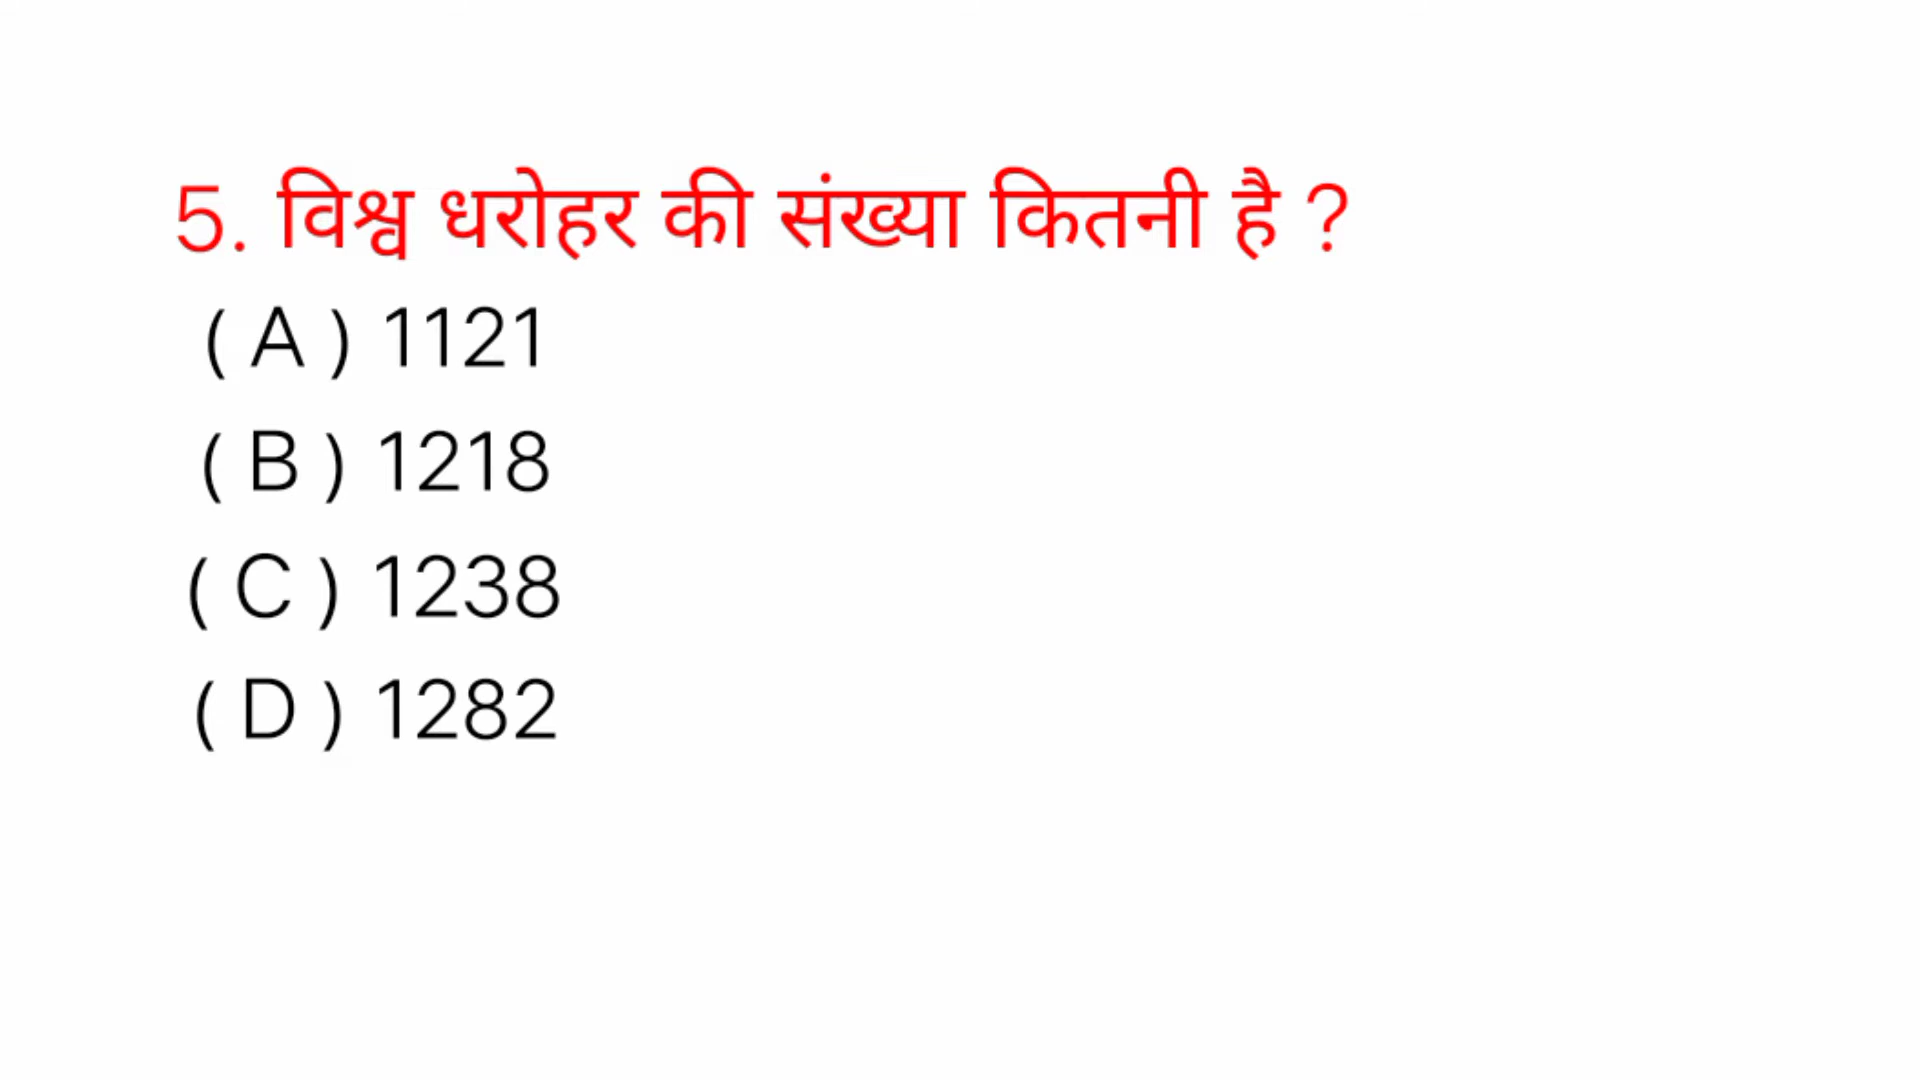 5. विश्व धरोहर की संख्या कितनी है ?
( A ) 1121
( B ) 1218
( C ) 1238
( D ) 1282